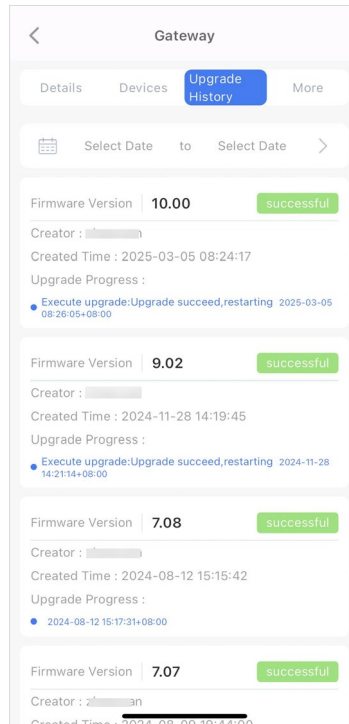 Gateway
Details Devices Upgrade History More
Select Date to Select Date
Firmware Version 10.00 successful
Creator :
Created Time : 2025-03-05 08:24:17
Upgrade Progress :
Execute upgrade:Upgrade succeed,restarting 2025-03-05
08:26:05+08:00
Firmware Version 9.02 successful
Creator :
Created Time : 2024-11-28 14:19:45
Upgrade Progress :
Execute upgrade:Upgrade succeed,restarting 2024-11-28
14:21:14+08:00
Firmware Version 7.08 successful
Creator :
Created Time : 2024-08-12 15:15:42
Upgrade Progress :
2024-08-12 15:17:31+08:00
Firmware Version 7.07 successful
Creator :
Created Time :